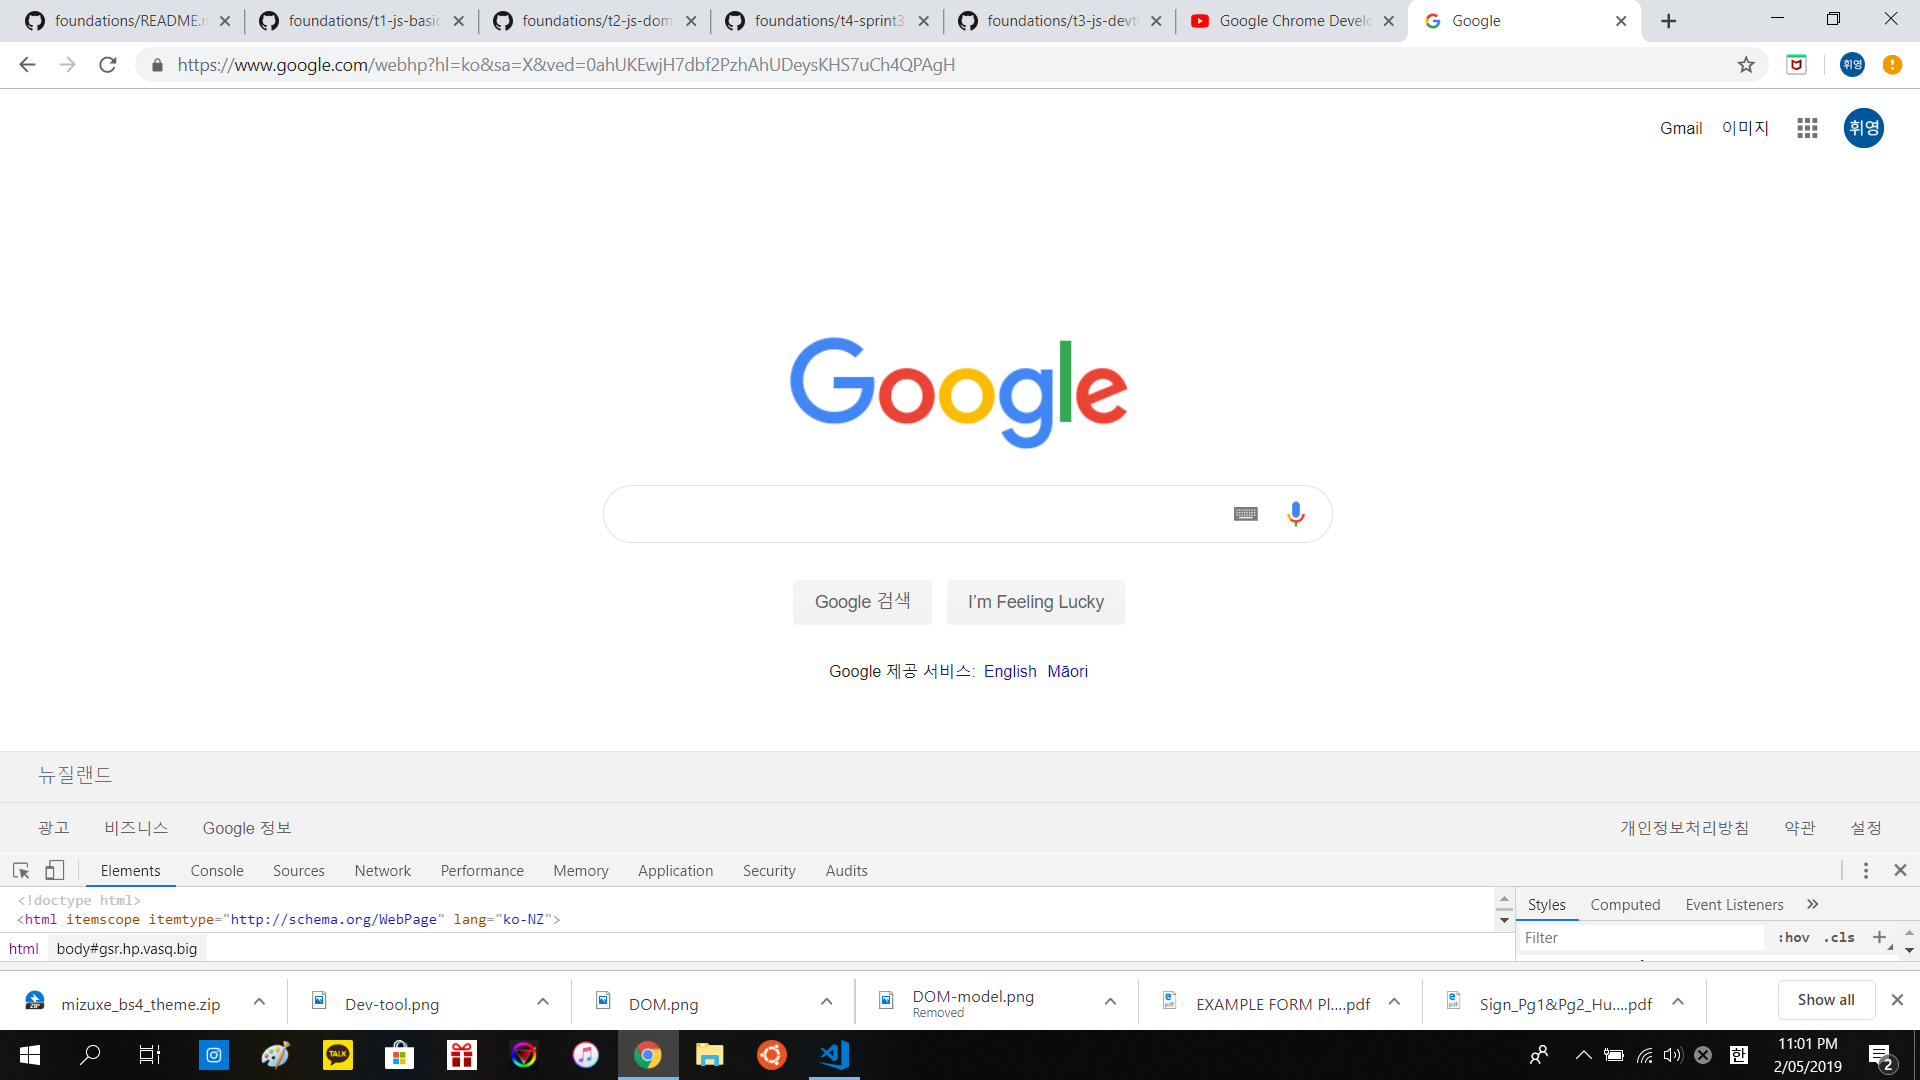 foundations/README.m
foundations/t1-js-basic
foundations/t2-js-dom
foundations/t4-sprint3
foundations/t3-js-devt
Google Chrome Develo
Google
https://www.google.com/webhp?hl=ko&sa=X&ved=0ahUKEwjH7dbf2PzhAhUDeysKHS7uCh4QPAgH
휘영
Gmail 이미지
휘영
Google
Google 검색
I'm Feeling Lucky
Google 제공 서비스: English Māori
뉴질랜드
광고 비즈니스 Google 정보
개인정보처리방침 약관 설정
Elements Console Sources Network Performance Memory Application Security Audits
<!doctype html>
<html itemscope itemtype="http://schema.org/WebPage" lang="ko-NZ">
html body#gsr.hp.vasq.big
Styles Computed Event Listeners »
Filter :hov .cls +
mizuxe_bs4_theme.zip
Dev-tool.png
DOM.png
DOM-model.png
Removed
EXAMPLE FORM Pl....pdf
Sign_Pg1&Pg2_Hu....pdf
Show all
TALK
한
11:01 PM
2/05/2019
2